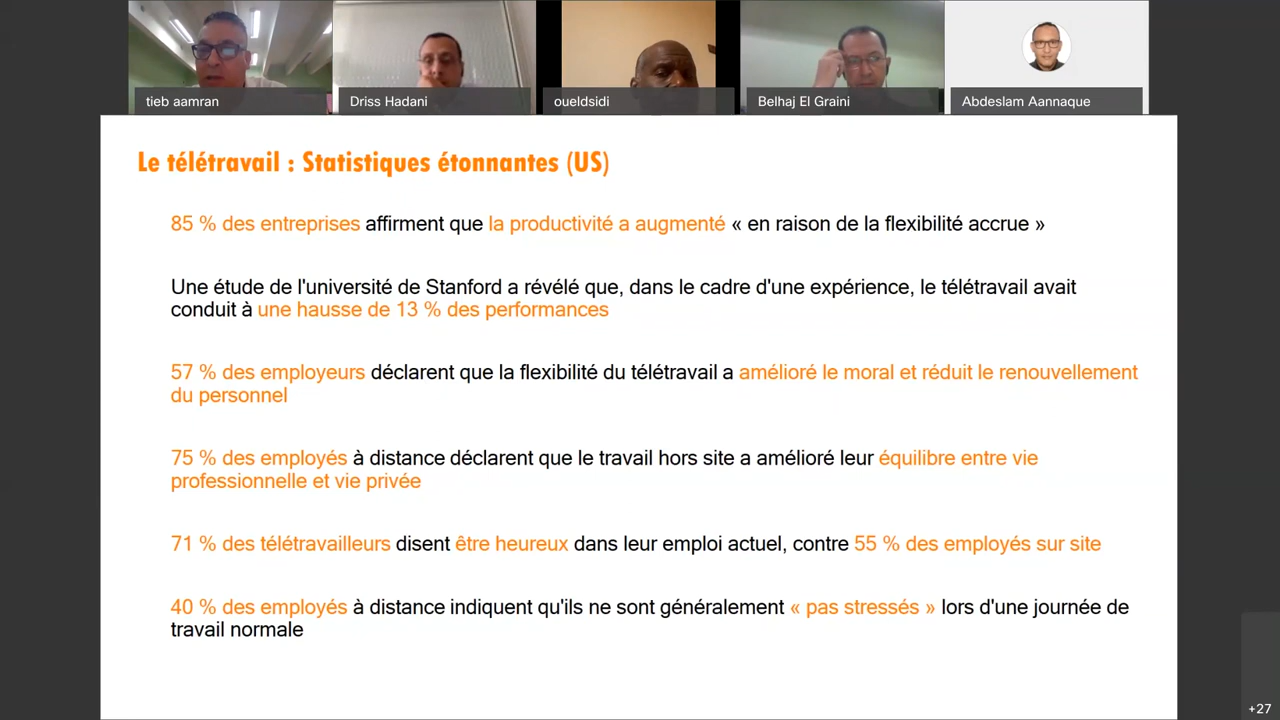 tieb aamran
Driss Hadani
oueldsidi
Belhaj El Graini
Abdeslam Aannaque
Le télétravail : Statistiques étonnantes (US)
85 % des entreprises affirment que la productivité a augmenté « en raison de la flexibilité accrue »
Une étude de l'université de Stanford a révélé que, dans le cadre d'une expérience, le télétravail avait
conduit à une hausse de 13 % des performances
57 % des employeurs déclarent que la flexibilité du télétravail a amélioré le moral et réduit le renouvellement
du personnel
75 % des employés à distance déclarent que le travail hors site a amélioré leur équilibre entre vie
professionnelle et vie privée
71 % des télétravailleurs disent être heureux dans leur emploi actuel, contre 55 % des employés sur site
40 % des employés à distance indiquent qu'ils ne sont généralement « pas stressés » lors d'une journée de
travail normale
+27